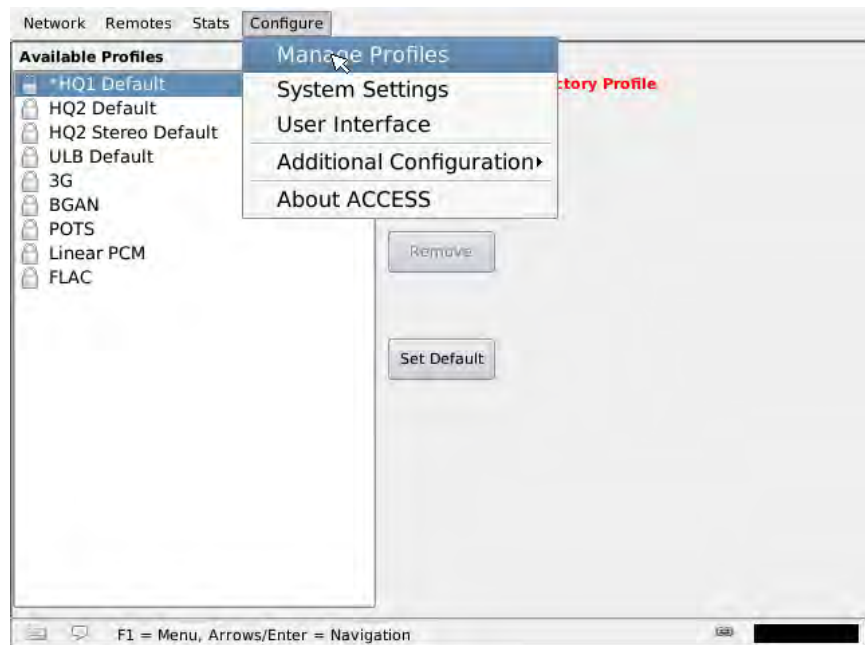 Network Remotes Stats Configure
Available Profiles
*HQ1 Default
HQ2 Default
HQ2 Stereo Default
ULB Default
3G
BGAN
POTS
Linear PCM
FLAC
Manage Profiles
System Settings
User Interface
Additional Configuration
About ACCESS
Profile
Remove
Set Default
F1 = Menu, Arrows/Enter = Navigation